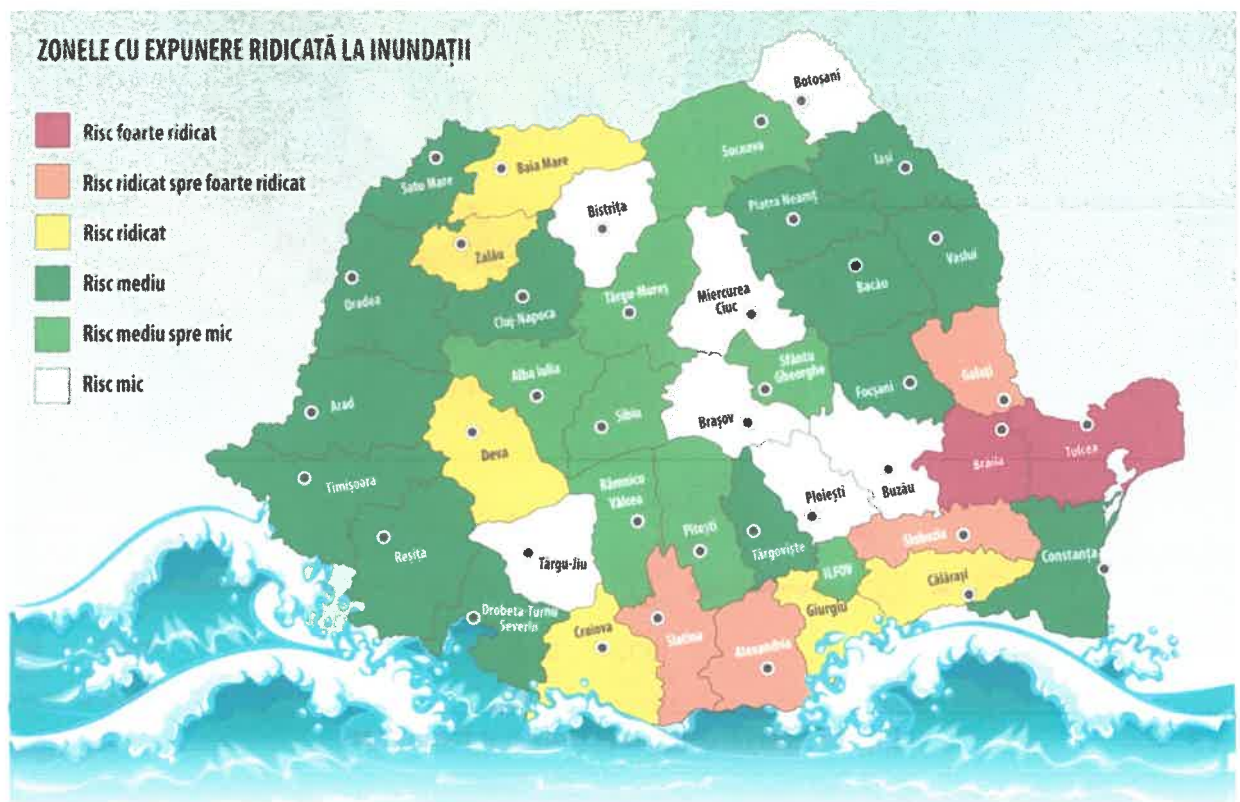 ZONELE CU EXPUNERE RIDICATĂ LA INUNDAȚII
Risc foarte ridicat
Risc ridicat spre foarte ridicat
Risc ridicat
Risc mediu
Risc mediu spre mic
Risc mic
Botoșani
Suceava
Iași
Satu Mare
Baia Mare
Bistrița
Piatra Neamț
Zalău
Vaslui
Oradea
Cluj-Napoca
Târgu-Mureș
Miercurea
Ciuc
Bacău
Alba Iulia
Sfântu
Gheorghe
Galați
Focșani
Arad
Sibiu
Brașov
Deva
Brăila
Tulcea
Timișoara
Râmnicu
Vâlcea
Ploiești
Buzău
Pitești
Târgoviște
Slobozia
Reșița
Târgu-Jiu
Constanța
ILFOV
Călărași
Drobeta-Turnu
Severin
Giurgiu
Craiova
Slatina
Alexandria